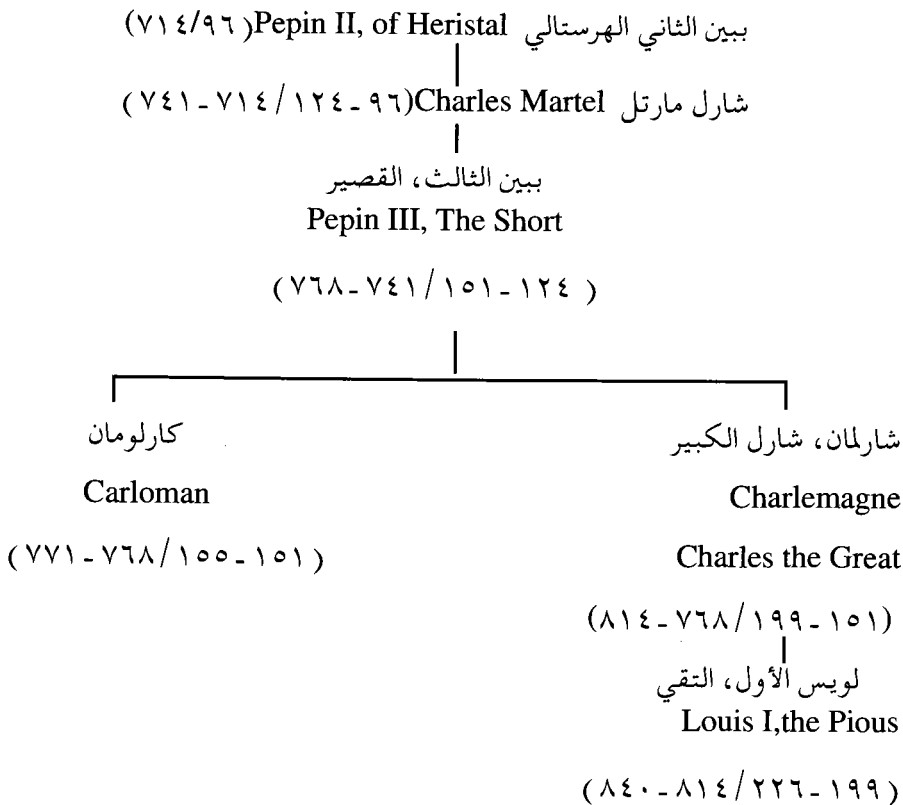 ببين الثاني الهرستالي Pepin II, of Heristal (٧١٤/٩٦)
شارل مارتل Charles Martel (٧٤١-٧١٤/١٢٤-٩٦)
ببين الثالث، القصير
Pepin III, The Short
(٧٦٨-٧٤١/١٥١-١٢٤)
شارلمان، شارل الكبير
Charlemagne
Charles the Great
(٨١٤-٧٦٨/١٩٩-١٥١)
كارلومان
Carloman
(٧٧١-٧٦٨/١٥٥-١٥١)
لويس الأول، التقي
Louis I,the Pious
(٨٤٠-٨١٤/٢٢٦-١٩٩)